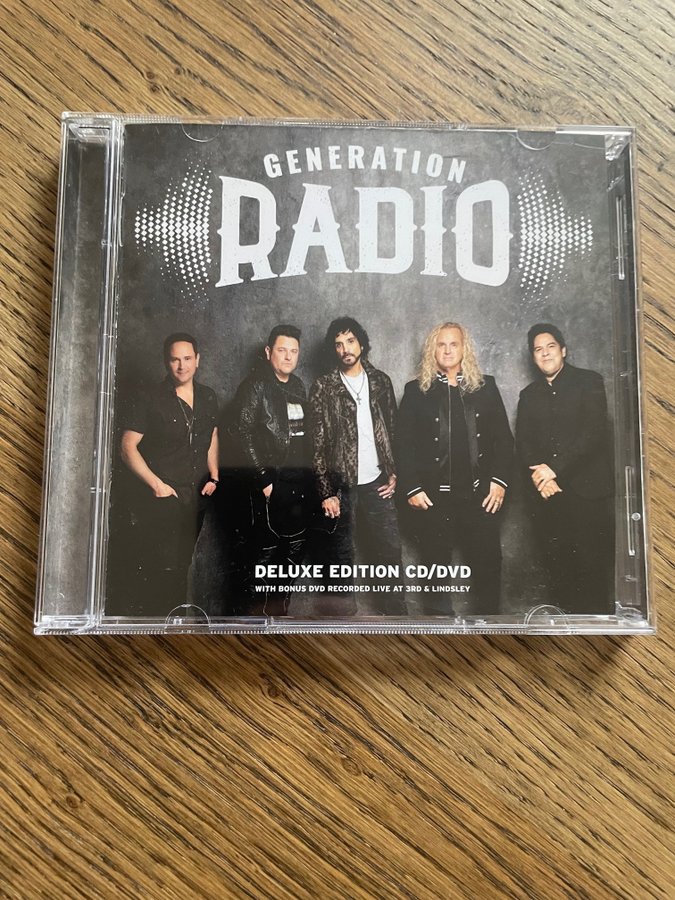 GENERATION
RADIO
DELUXE EDITION CD/DVD
WITH BONUS DVD RECORDED LIVE AT 3RD & LINDSLEY